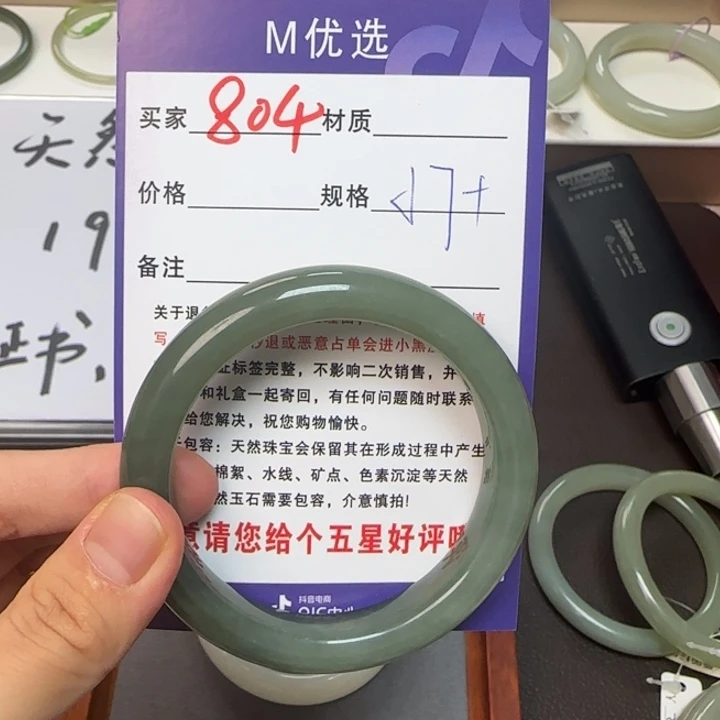 M优选
买家 804 材质
价格 规格 <17+
备注
关于退
写 秒退或恶意占单会进小黑
证标签完整，不影响二次销售，并
和礼盒一起寄回，有任何问题随时联系
给您解决，祝您购物愉快。
包容：天然珠宝会保留其在形成过程中产生
棉絮、水线、矿点、色素沉淀等天然
然玉石需要包容，介意慎拍!
意请您给个五星好评
抖音电商
天然
19
证书，